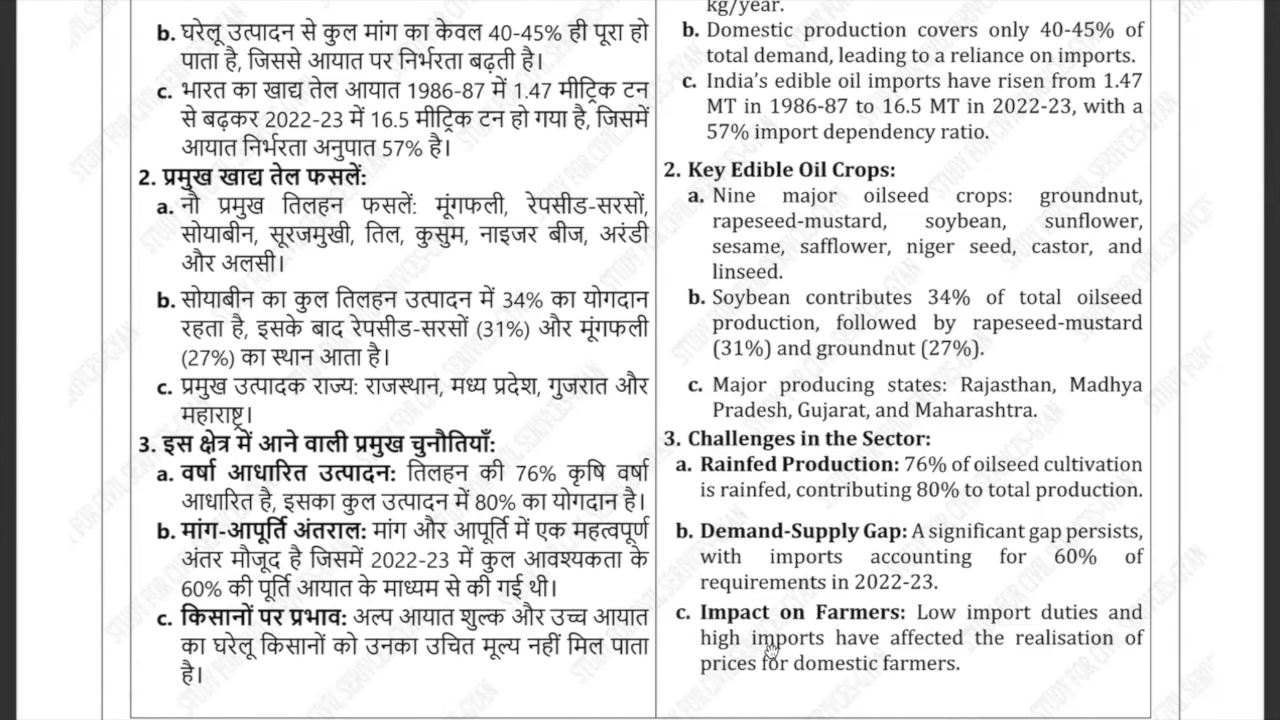 b. घरेलू उत्पादन से कुल मांग का केवल 40-45% ही पूरा हो
पाता है, जिससे आयात पर निर्भरता बढ़ती है।
c. भारत का खाद्य तेल आयात 1986-87 में 1.47 मीट्रिक टन
से बढ़कर 2022-23 में 16.5 मीट्रिक टन हो गया है, जिसमें
आयात निर्भरता अनुपात 57% है।
2. प्रमुख खाद्य तेल फसलें:
a. नौ प्रमुख तिलहन फसलें: मूंगफली, रेपसीड-सरसों,
सोयाबीन, सूरजमुखी, तिल, कुसुम, नाइजर बीज, अरंडी
और अलसी।
b. सोयाबीन का कुल तिलहन उत्पादन में 34% का योगदान
रहता है, इसके बाद रेपसीड-सरसों (31%) और मूंगफली
(27%) का स्थान आता है।
c. प्रमुख उत्पादक राज्य: राजस्थान, मध्य प्रदेश, गुजरात और
महाराष्ट्र।
3. इस क्षेत्र में आने वाली प्रमुख चुनौतियाँ:
a. वर्षा आधारित उत्पादन: तिलहन की 76% कृषि वर्षा
आधारित है, इसका कुल उत्पादन में 80% का योगदान है।
b. मांग-आपूर्ति अंतराल: मांग और आपूर्ति में एक महत्वपूर्ण
अंतर मौजूद है जिसमें 2022-23 में कुल आवश्यकता के
60% की पूर्ति आयात के माध्यम से की गई थी।
c. किसानों पर प्रभाव: अल्प आयात शुल्क और उच्च आयात
का घरेलू किसानों को उनका उचित मूल्य नहीं मिल पाता
है।
kg/year.
b. Domestic production covers only 40-45% of
total demand, leading to a reliance on imports.
c. India’s edible oil imports have risen from 1.47
MT in 1986-87 to 16.5 MT in 2022-23, with a
57% import dependency ratio.
2. Key Edible Oil Crops:
a. Nine major oilseed crops: groundnut,
rapeseed-mustard, soybean, sunflower,
sesame, safflower, niger seed, castor, and
linseed.
b. Soybean contributes 34% of total oilseed
production, followed by rapeseed-mustard
(31%) and groundnut (27%).
c. Major producing states: Rajasthan, Madhya
Pradesh, Gujarat, and Maharashtra.
3. Challenges in the Sector:
a. Rainfed Production: 76% of oilseed cultivation
is rainfed, contributing 80% to total production.
b. Demand-Supply Gap: A significant gap persists,
with imports accounting for 60% of
requirements in 2022-23.
c. Impact on Farmers: Low import duties and
high imports have affected the realisation of
prices for domestic farmers.